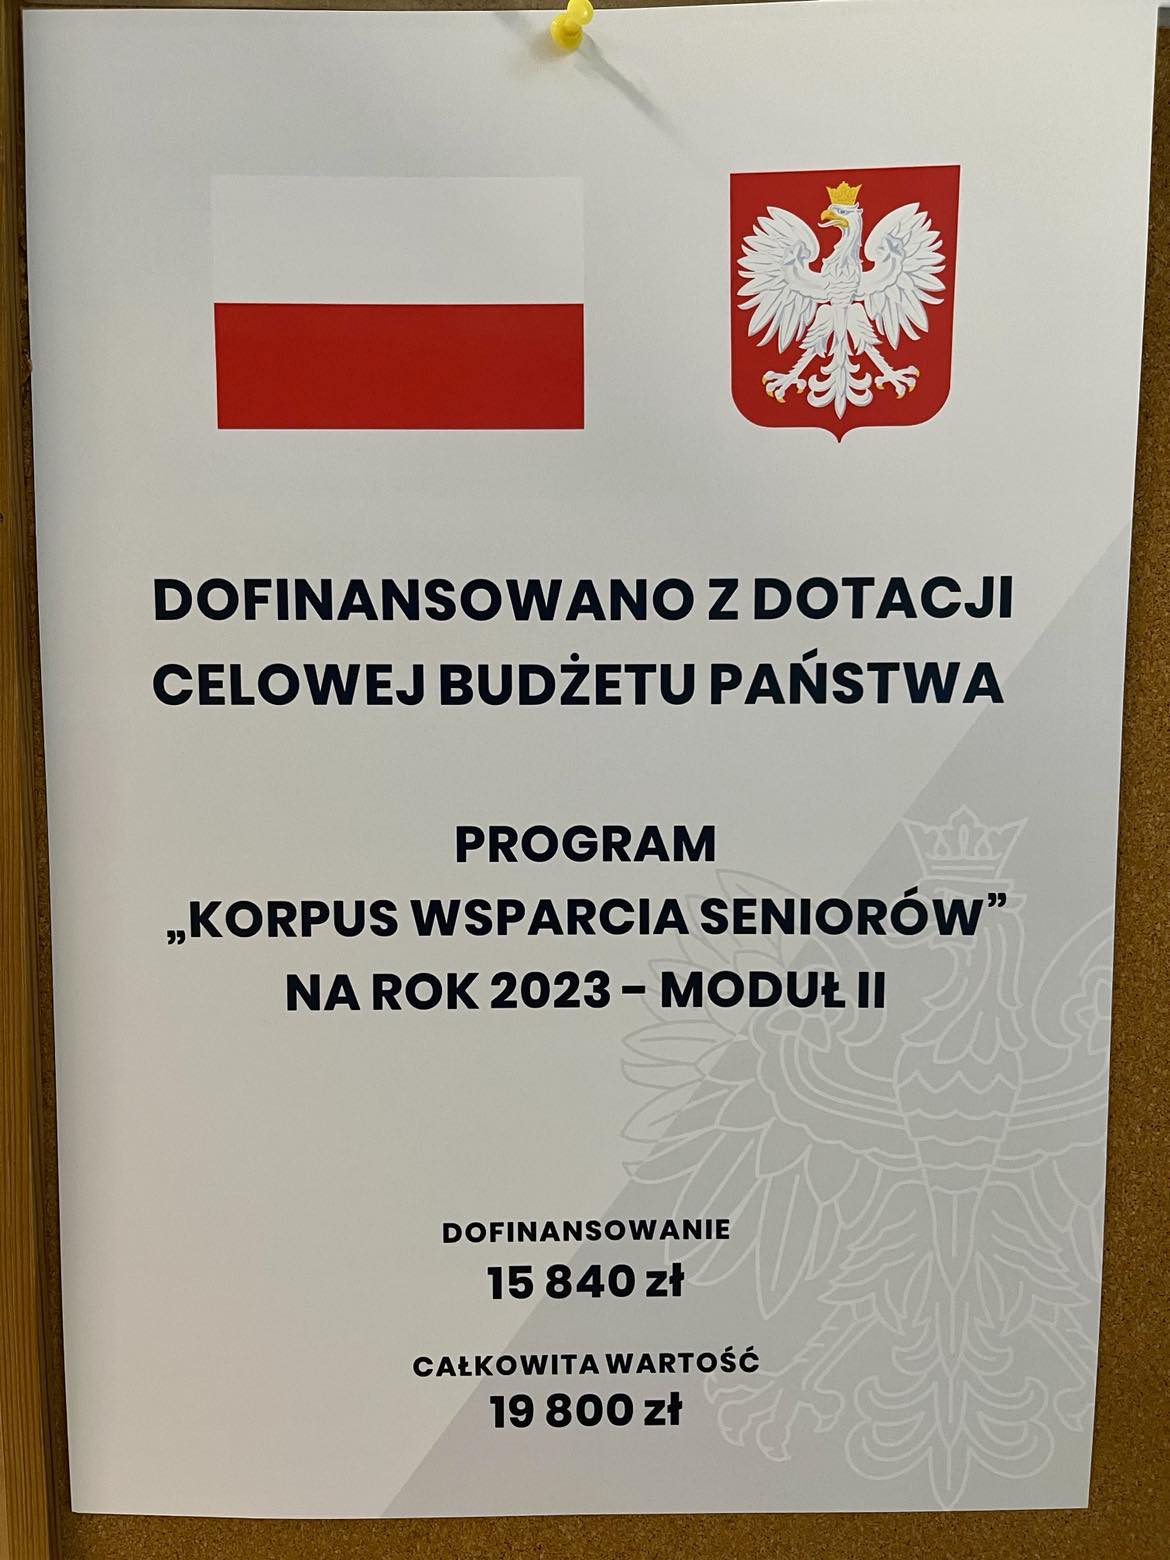 DOFINANSOWANO Z DOTACJI
CELOWEJ BUDŻETU PAŃSTWA
PROGRAM
„KORPUS WSPARCIA SENIORÓW”
NA ROK 2023 – MODUŁ II
DOFINANSOWANIE
15 840 zł
CAŁKOWITA WARTOŚĆ
19 800 zł